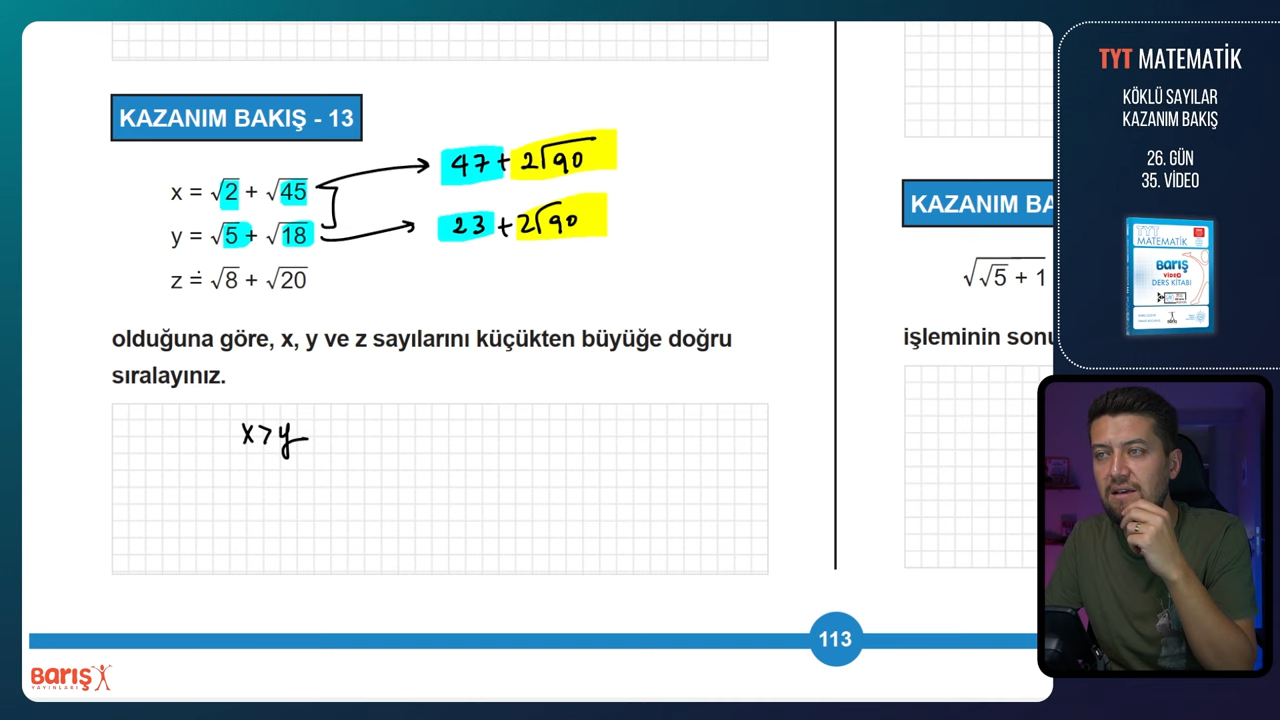 KAZANIM BAKIŞ - 13
x = √2 + √45
y = √5 + √18
z = √8 + √20
47 + 2√90
23 + 2√90
olduğuna göre, x, y ve z sayılarını küçükten büyüğe doğru
sıralayınız.
x > y
KAZANIM BA
√√5 + 1
işleminin sonu
113
BARIŞ
YAYINLARI
TYT MATEMATİK
KÖKLÜ SAYILAR
KAZANIM BAKIŞ
26. GÜN
35. VİDEO
TYT
MATEMATİK
BARIŞ
VİDEO
DERS KİTABI